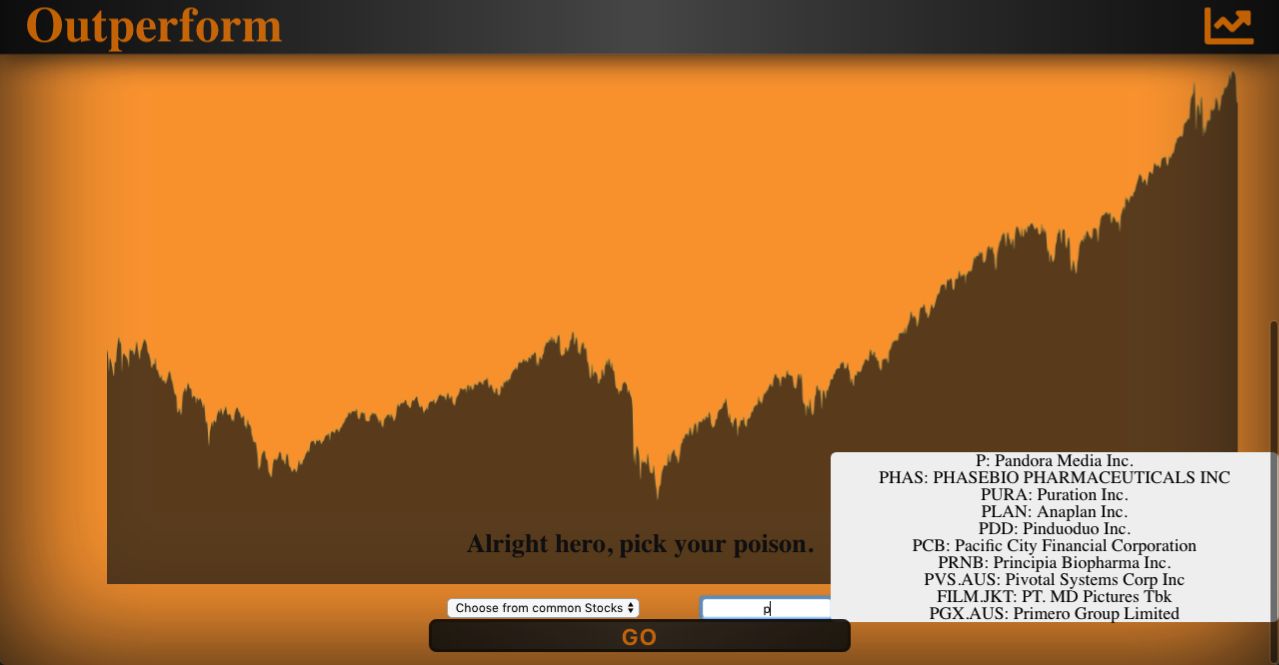 Outperform
Alright hero, pick your poison.
Choose from common Stocks
p
P: Pandora Media Inc.
PHAS: PHASEBIO PHARMACEUTICALS INC
PURA: Puration Inc.
PLAN: Anaplan Inc.
PDD: Pinduoduo Inc.
PCB: Pacific City Financial Corporation
PRNB: Principia Biopharma Inc.
PVS.AUS: Pivotal Systems Corp Inc
FILM.JKT: PT. MD Pictures Tbk
PGX.AUS: Primero Group Limited
GO